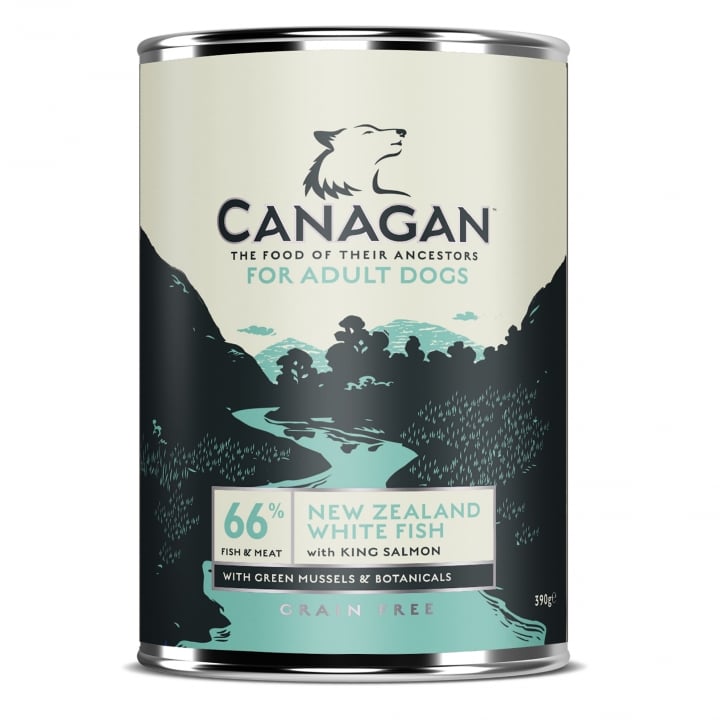 CANAGAN™
THE FOOD OF THEIR ANCESTORS
FOR ADULT DOGS
66%
FISH & MEAT
NEW ZEALAND
WHITE FISH
with KING SALMON
WITH GREEN MUSSELS & BOTANICALS
GRAIN FREE
390g℮